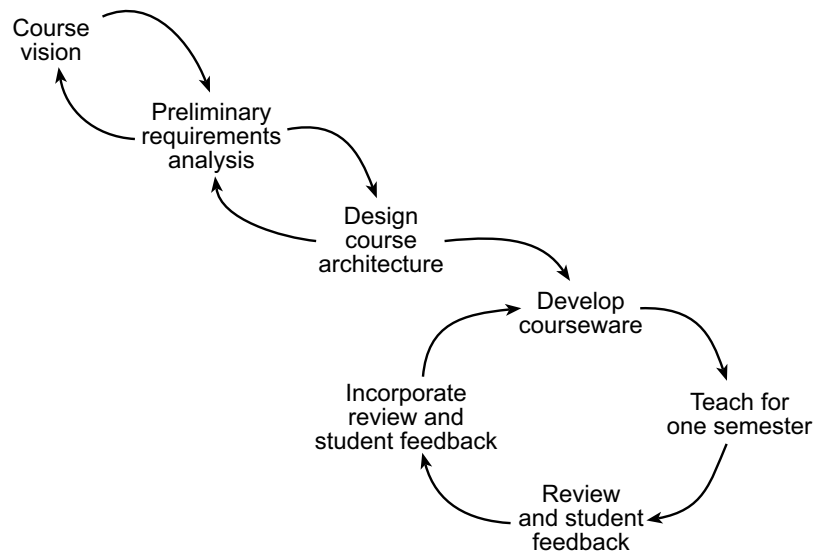 Course
vision
Preliminary
requirements
analysis
Design
course
architecture
Develop
courseware
Teach for
one semester
Review
and student
feedback
Incorporate
review and
student feedback